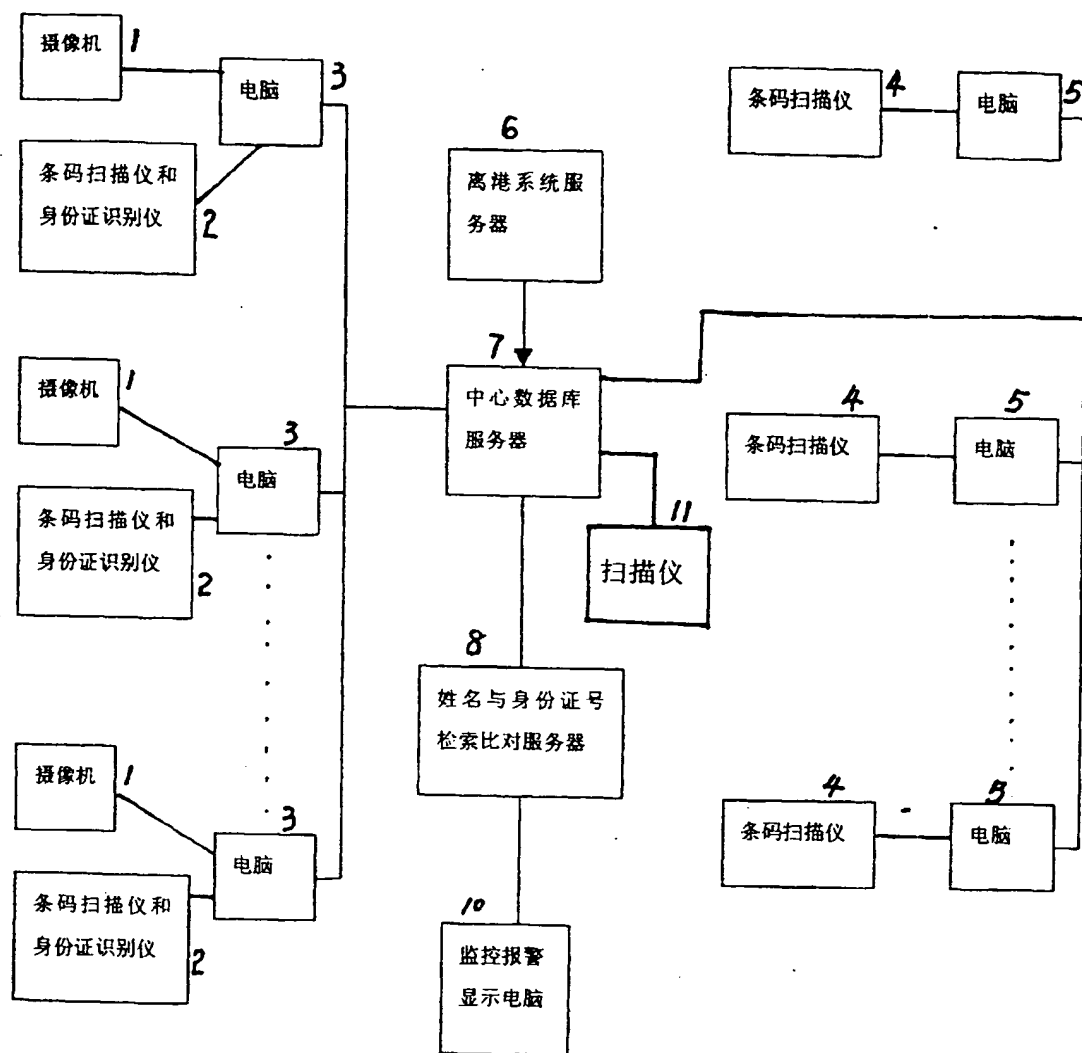 摄像机
1
电脑
3
条码扫描仪和
身份证识别仪
2
6
离港系统服
务器
条码扫描仪
4
电脑
5
摄像机
1
电脑
3
条码扫描仪和
身份证识别仪
2
7
中心数据库
服务器
11
扫描仪
条码扫描仪
4
电脑
5
8
姓名与身份证号
检索比对服务器
摄像机
1
电脑
3
条码扫描仪和
身份证识别仪
2
10
监控报警
显示电脑
条码扫描仪
4
电脑
5